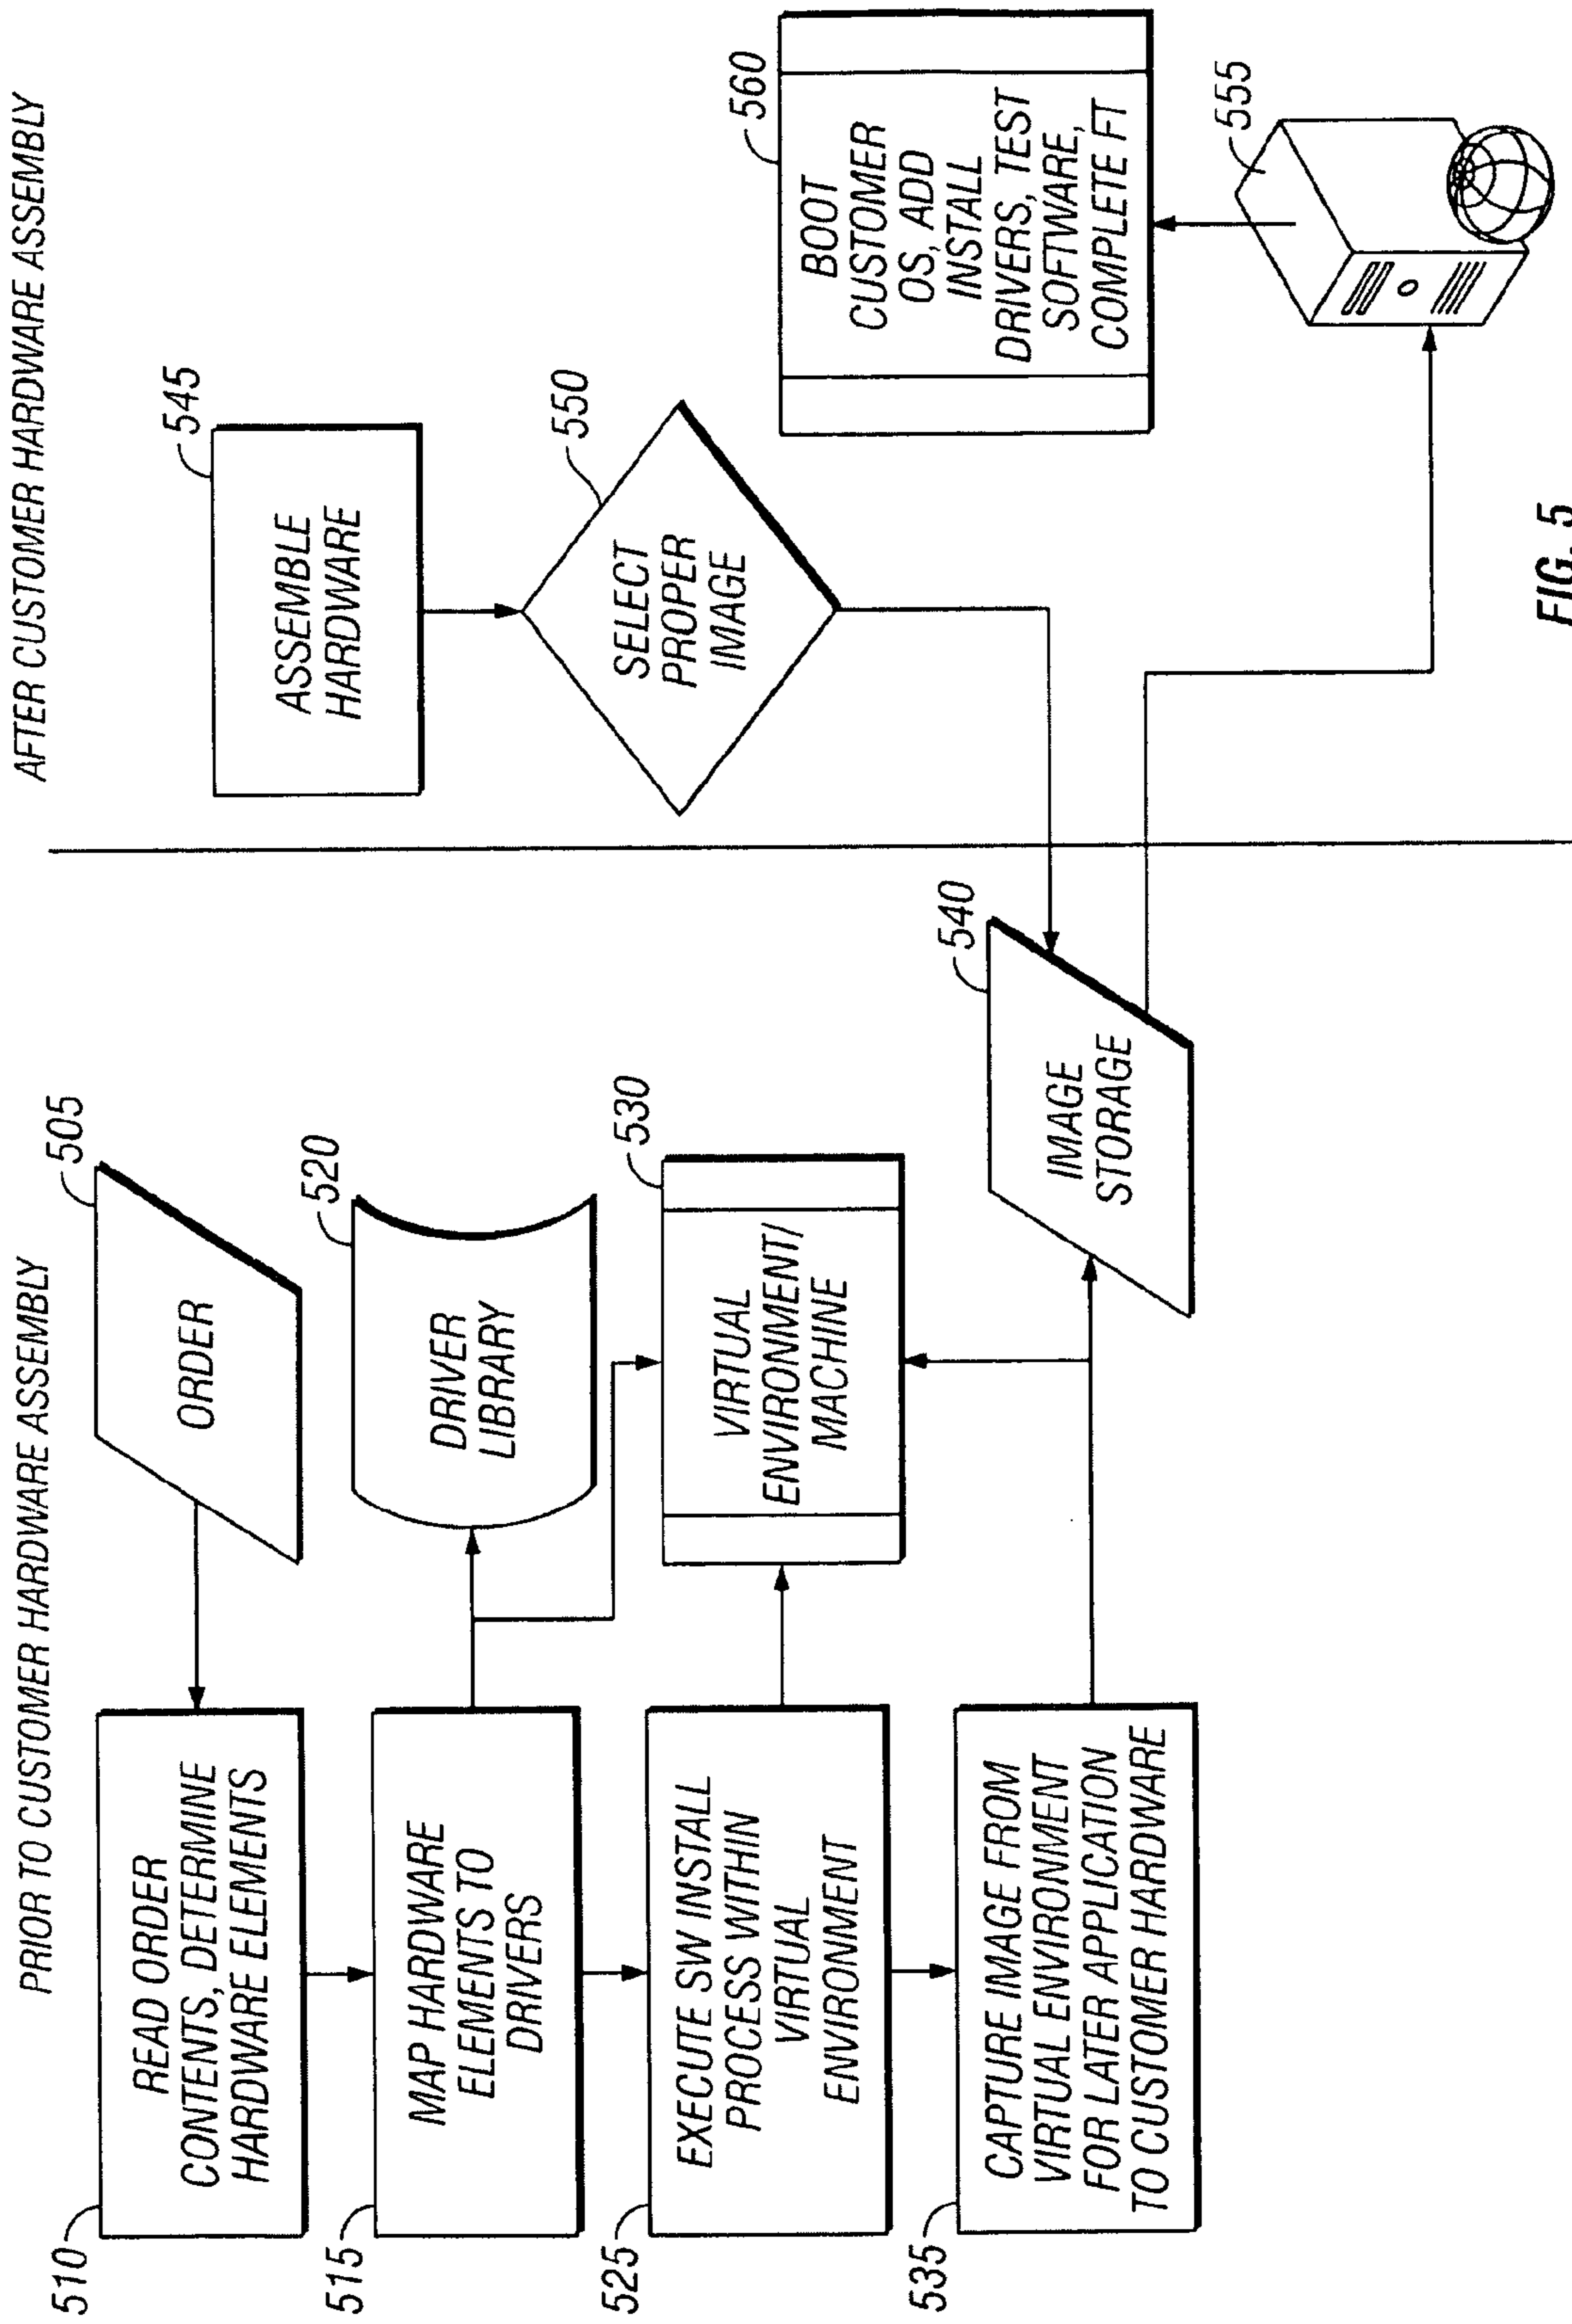 PRIOR TO CUSTOMER HARDWARE ASSEMBLY
510
READ ORDER
CONTENTS, DETERMINE
HARDWARE ELEMENTS
505
ORDER
515
MAP HARDWARE
ELEMENTS TO
DRIVERS
520
DRIVER
LIBRARY
525
EXECUTE SW INSTALL
PROCESS WITHIN
VIRTUAL
ENVIRONMENT
530
VIRTUAL
ENVIRONMENT/
MACHINE
535
CAPTURE IMAGE FROM
VIRTUAL ENVIRONMENT
FOR LATER APPLICATION
TO CUSTOMER HARDWARE
540
IMAGE
STORAGE
AFTER CUSTOMER HARDWARE ASSEMBLY
545
ASSEMBLE
HARDWARE
550
SELECT
PROPER
IMAGE
560
BOOT
CUSTOMER
OS, ADD
INSTALL
DRIVERS, TEST
SOFTWARE,
COMPLETE FT
555
FIG. 5